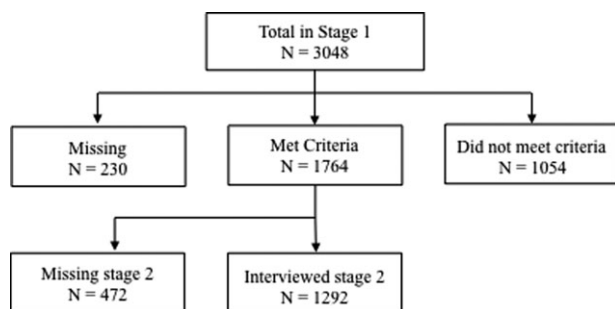 Total in Stage 1
N = 3048
Missing
N = 230
Met Criteria
N = 1764
Did not meet criteria
N = 1054
Missing stage 2
N = 472
Interviewed stage 2
N = 1292